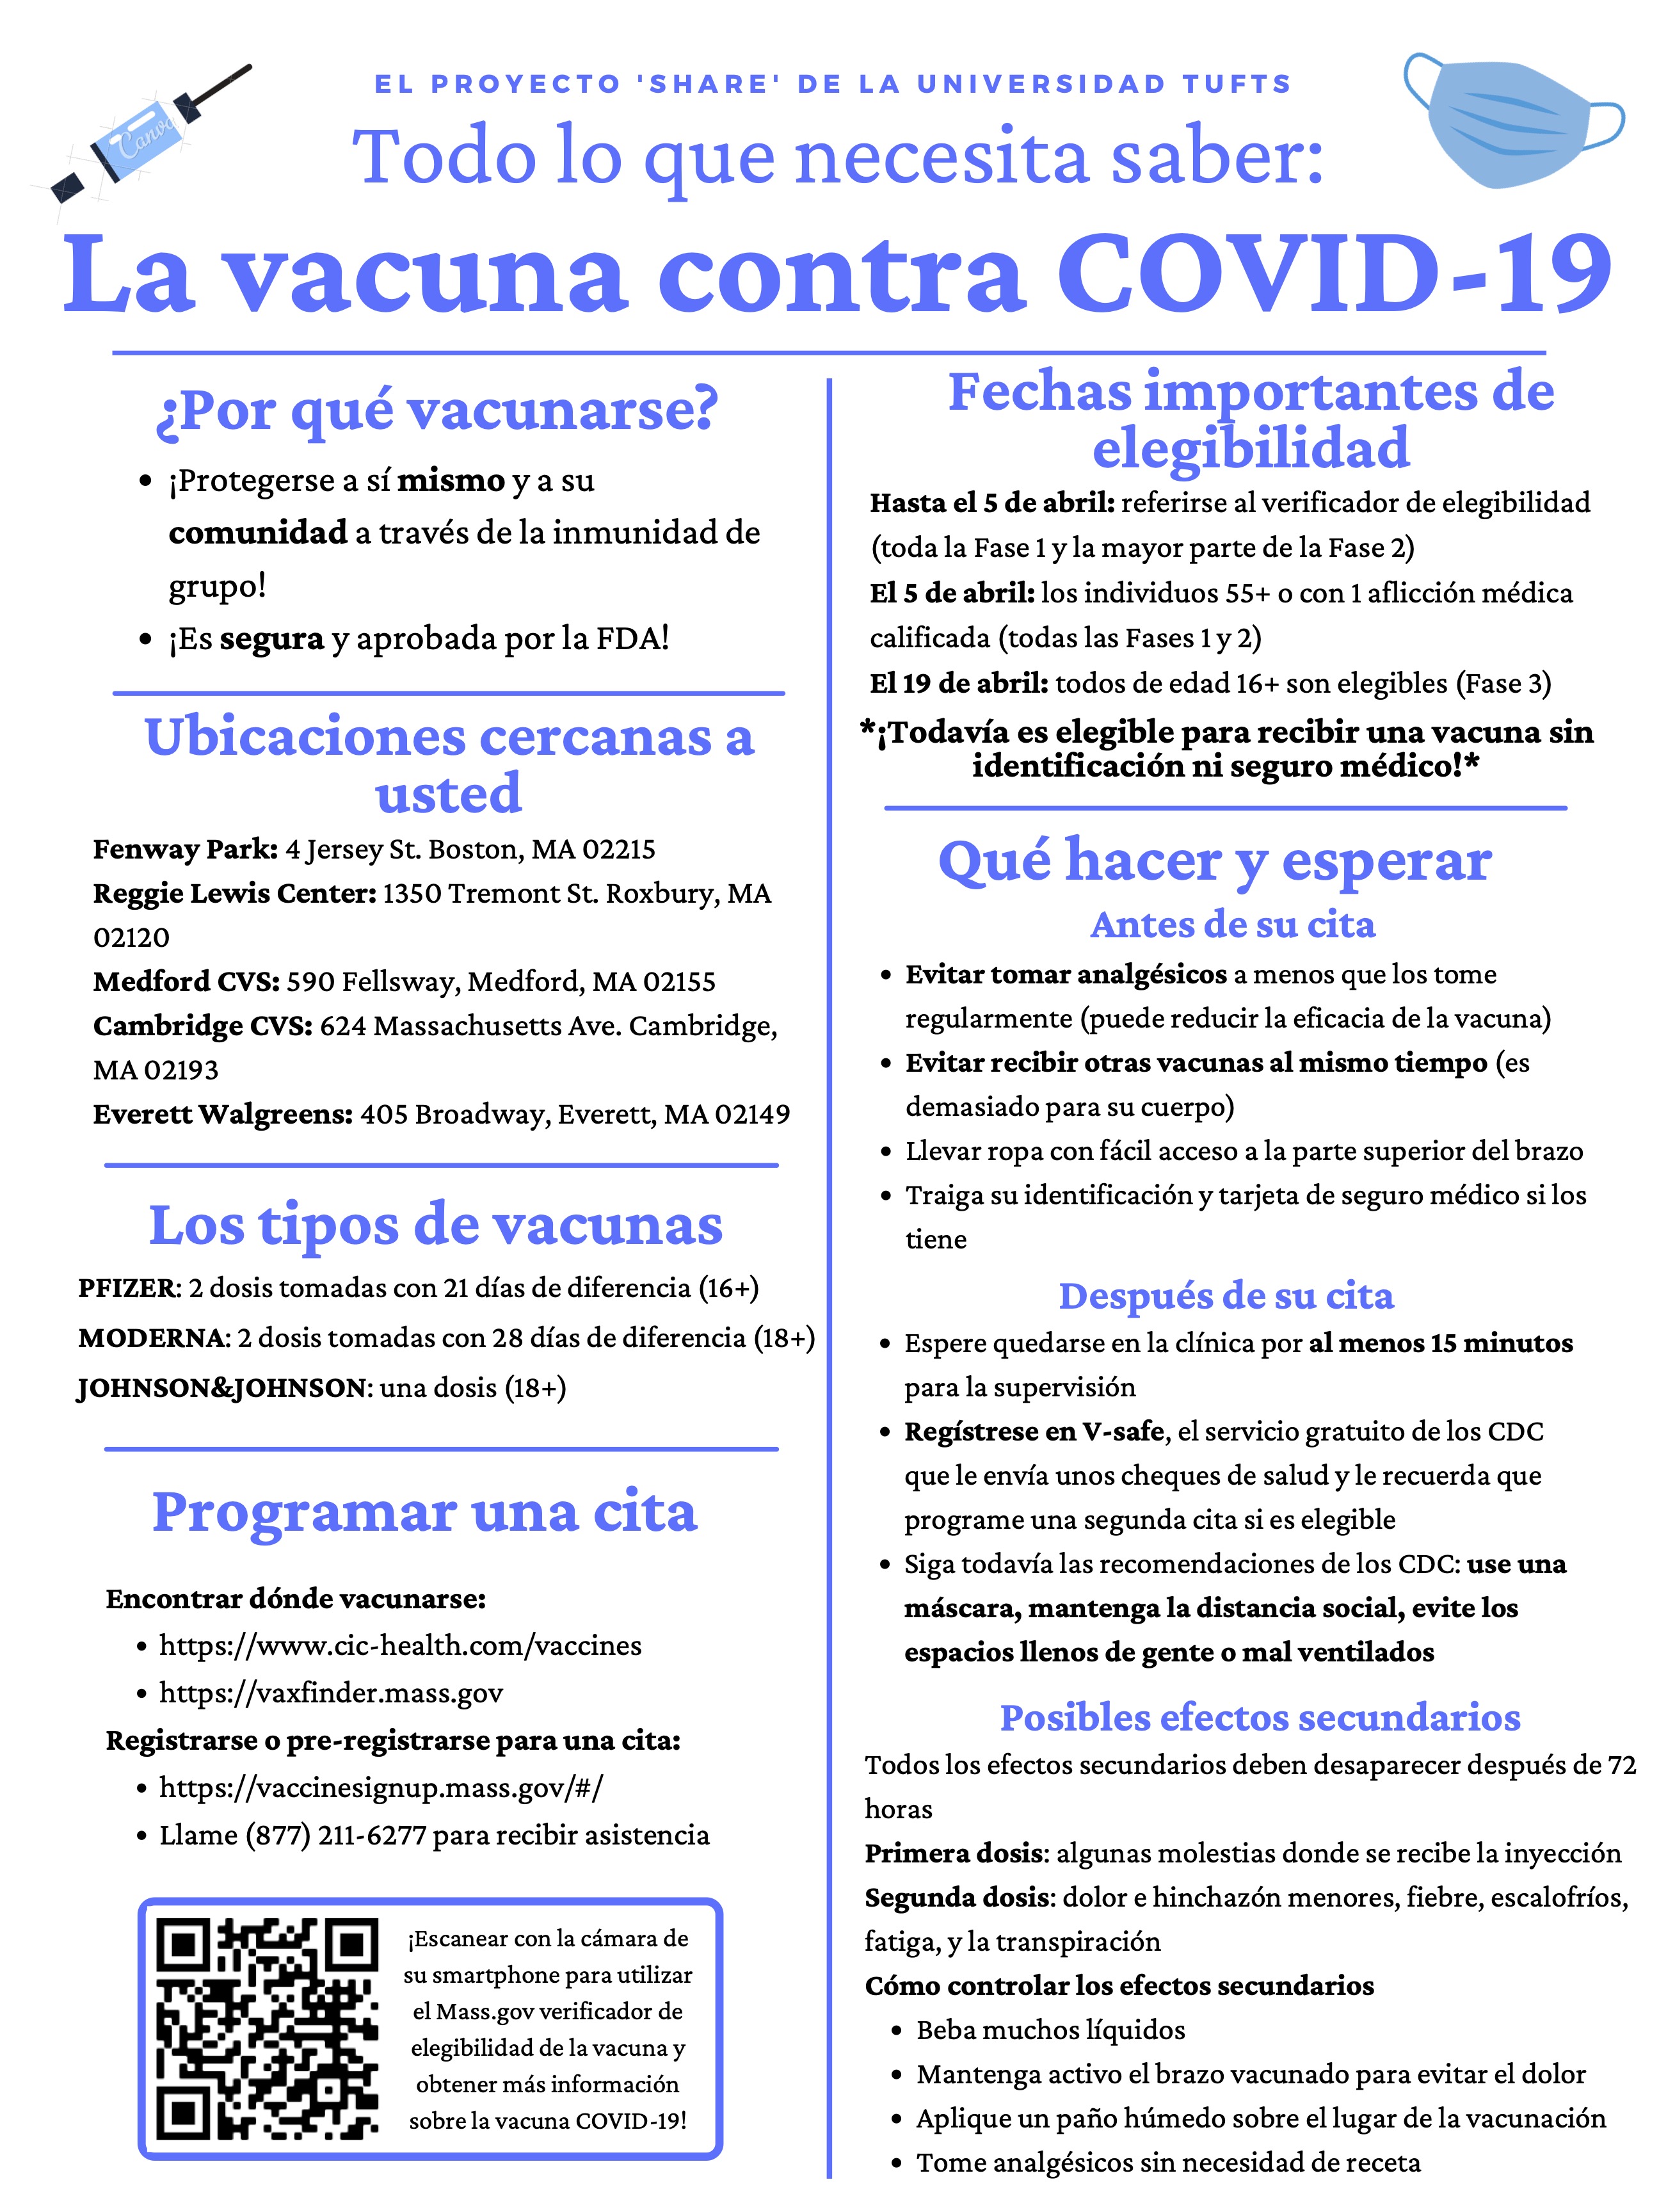 EL PROYECTO 'SHARE' DE LA UNIVERSIDAD TUFTS
Todo lo que necesita saber:
La vacuna contra COVID-19
Canva
¿Por qué vacunarse?
• ¡Protegerse a sí mismo y a su
comunidad a través de la inmunidad de
grupo!
• ¡Es segura y aprobada por la FDA!
Ubicaciones cercanas a
usted
Fenway Park: 4 Jersey St. Boston, MA 02215
Reggie Lewis Center: 1350 Tremont St. Roxbury, MA
02120
Medford CVS: 590 Fellsway, Medford, MA 02155
Cambridge CVS: 624 Massachusetts Ave. Cambridge,
MA 02193
Everett Walgreens: 405 Broadway, Everett, MA 02149
Los tipos de vacunas
PFIZER: 2 dosis tomadas con 21 días de diferencia (16+)
MODERNA: 2 dosis tomadas con 28 días de diferencia (18+)
JOHNSON&JOHNSON: una dosis (18+)
Programar una cita
Encontrar dónde vacunarse:
• https://www.cic-health.com/vaccines
• https://vaxfinder.mass.gov
Registrarse o pre-registrarse para una cita:
• https://vaccinesignup.mass.gov/#/
• Llame (877) 211-6277 para recibir asistencia
¡Escanear con la cámara de
su smartphone para utilizar
el Mass.gov verificador de
elegibilidad de la vacuna y
obtener más información
sobre la vacuna COVID-19!
Fechas importantes de
elegibilidad
Hasta el 5 de abril: referirse al verificador de elegibilidad
(toda la Fase 1 y la mayor parte de la Fase 2)
El 5 de abril: los individuos 55+ o con 1 aflicción médica
calificada (todas las Fases 1 y 2)
El 19 de abril: todos de edad 16+ son elegibles (Fase 3)
*¡Todavía es elegible para recibir una vacuna sin
identificación ni seguro médico!*
Qué hacer y esperar
Antes de su cita
• Evitar tomar analgésicos a menos que los tome
regularmente (puede reducir la eficacia de la vacuna)
• Evitar recibir otras vacunas al mismo tiempo (es
demasiado para su cuerpo)
• Llevar ropa con fácil acceso a la parte superior del brazo
• Traiga su identificación y tarjeta de seguro médico si los
tiene
Después de su cita
• Espere quedarse en la clínica por al menos 15 minutos
para la supervisión
• Regístrese en V-safe, el servicio gratuito de los CDC
que le envía unos cheques de salud y le recuerda que
programe una segunda cita si es elegible
• Siga todavía las recomendaciones de los CDC: use una
máscara, mantenga la distancia social, evite los
espacios llenos de gente o mal ventilados
Posibles efectos secundarios
Todos los efectos secundarios deben desaparecer después de 72
horas
Primera dosis: algunas molestias donde se recibe la inyección
Segunda dosis: dolor e hinchazón menores, fiebre, escalofríos,
fatiga, y la transpiración
Cómo controlar los efectos secundarios
• Beba muchos líquidos
• Mantenga activo el brazo vacunado para evitar el dolor
• Aplique un paño húmedo sobre el lugar de la vacunación
• Tome analgésicos sin necesidad de receta